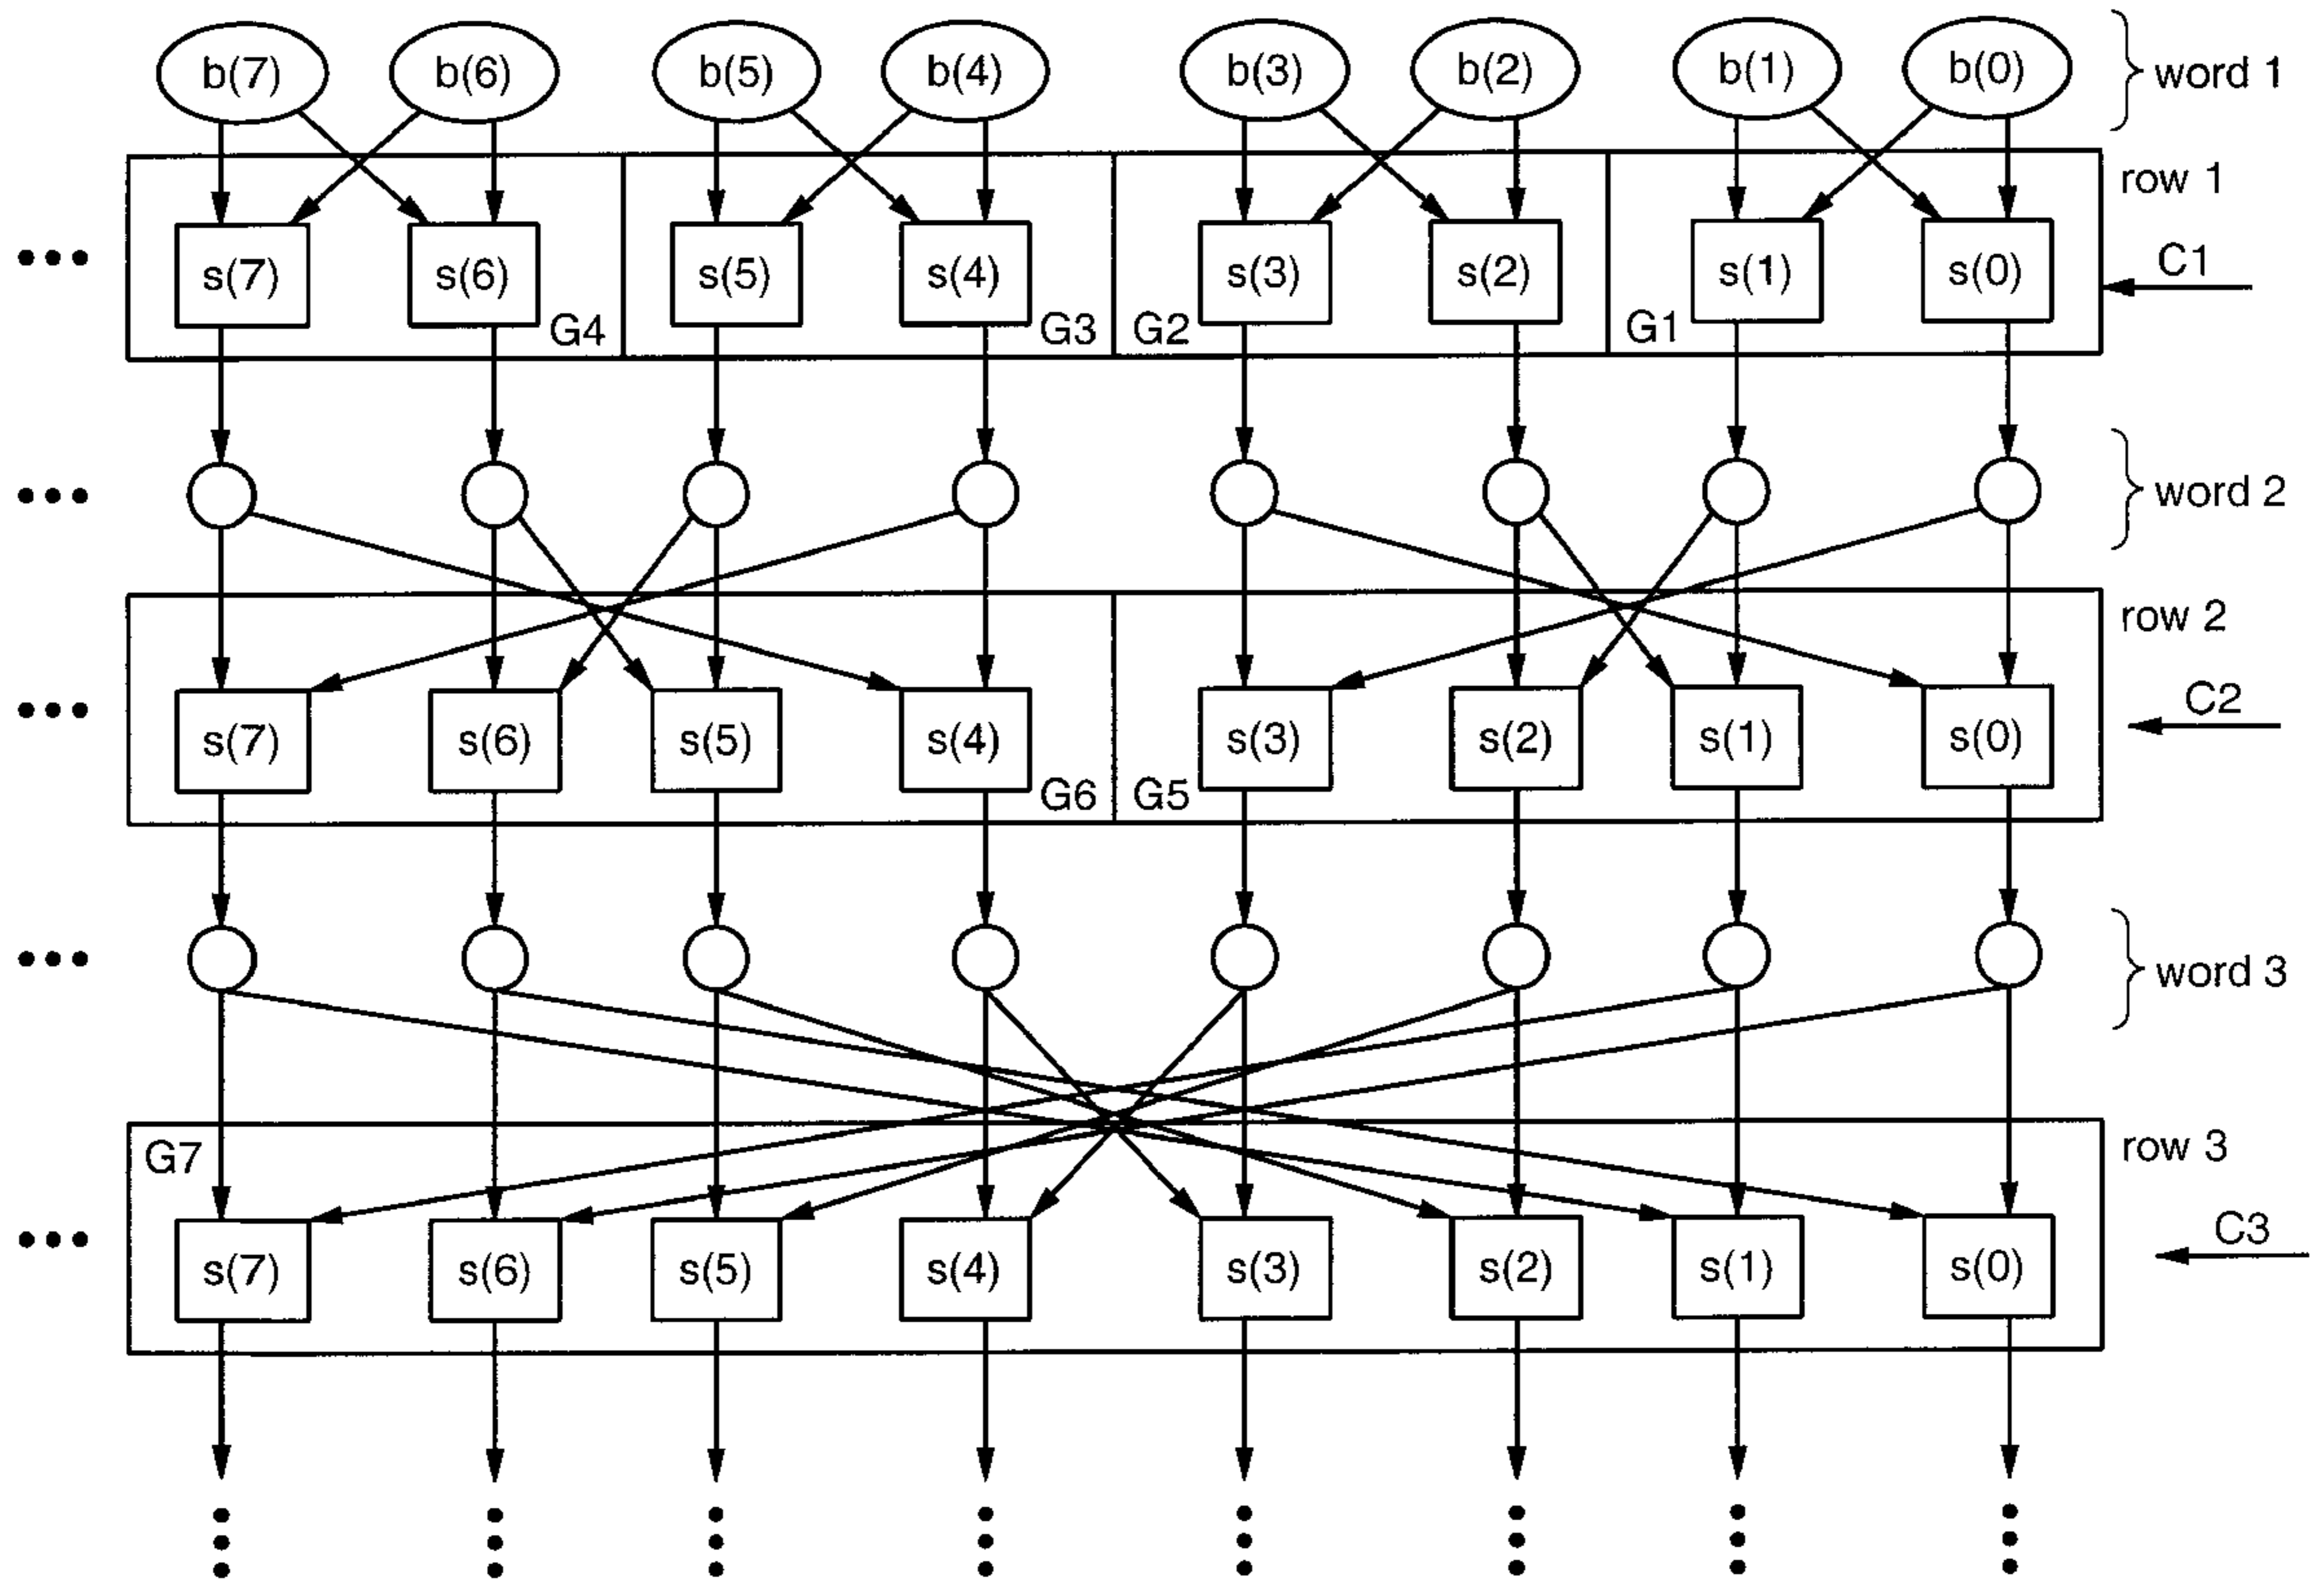 b(7) b(6) b(5) b(4) b(3) b(2) b(1) b(0) word 1
row 1
s(7) s(6) s(5) s(4) s(3) s(2) s(1) s(0) C1
G4 G3 G2 G1
word 2
row 2
s(7) s(6) s(5) s(4) s(3) s(2) s(1) s(0) C2
G6 G5
word 3
G7 row 3
s(7) s(6) s(5) s(4) s(3) s(2) s(1) s(0) C3